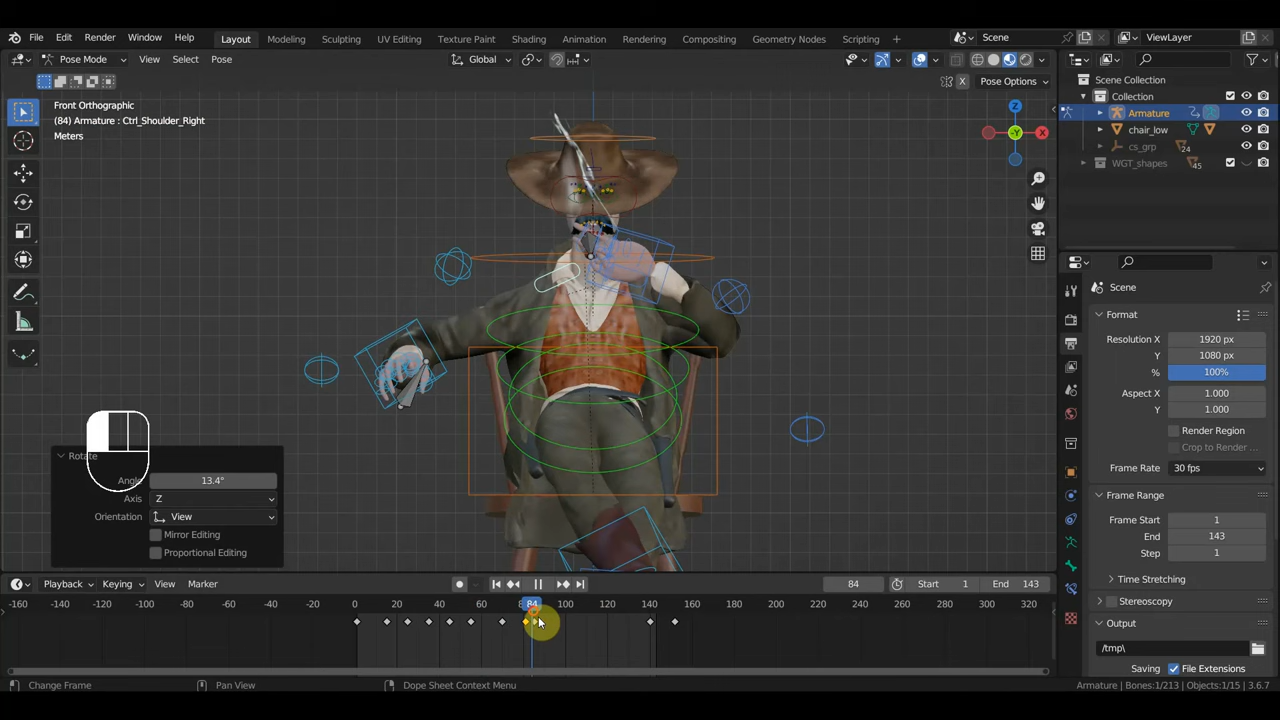 File Edit Render Window Help Layout Modeling Sculpting UV Editing Texture Paint Shading Animation Rendering Compositing Geometry Nodes Scripting + Scene ViewLayer
Pose Mode View Select Pose Global
X Pose Options
Front Orthographic
(84) Armature : Ctrl_Shoulder_Right
Meters
Z
X
-Y
Scene Collection
Collection
Armature
chair_low
cs_grp 24
WGT_shapes 45
Scene
Format
Resolution X 1920 px
Y 1080 px
% 100%
Aspect X 1.000
Y 1.000
Render Region
Crop to Render ...
Frame Rate 30 fps
Frame Range
Frame Start 1
End 143
Step 1
Time Stretching
Stereoscopy
Output
/tmp\
Saving File Extensions
Rotate
Angle 13.4°
Axis Z
Orientation View
Mirror Editing
Proportional Editing
Playback Keying View Marker 84 Start 1 End 143
-160 -140 -120 -100 -80 -60 -40 -20 0 20 40 60 84 100 120 140 160 180 200 220 240 260 280 300 320
Change Frame Pan View Dope Sheet Context Menu Armature | Bones:1/213 | Objects:1/15 | 3.6.7